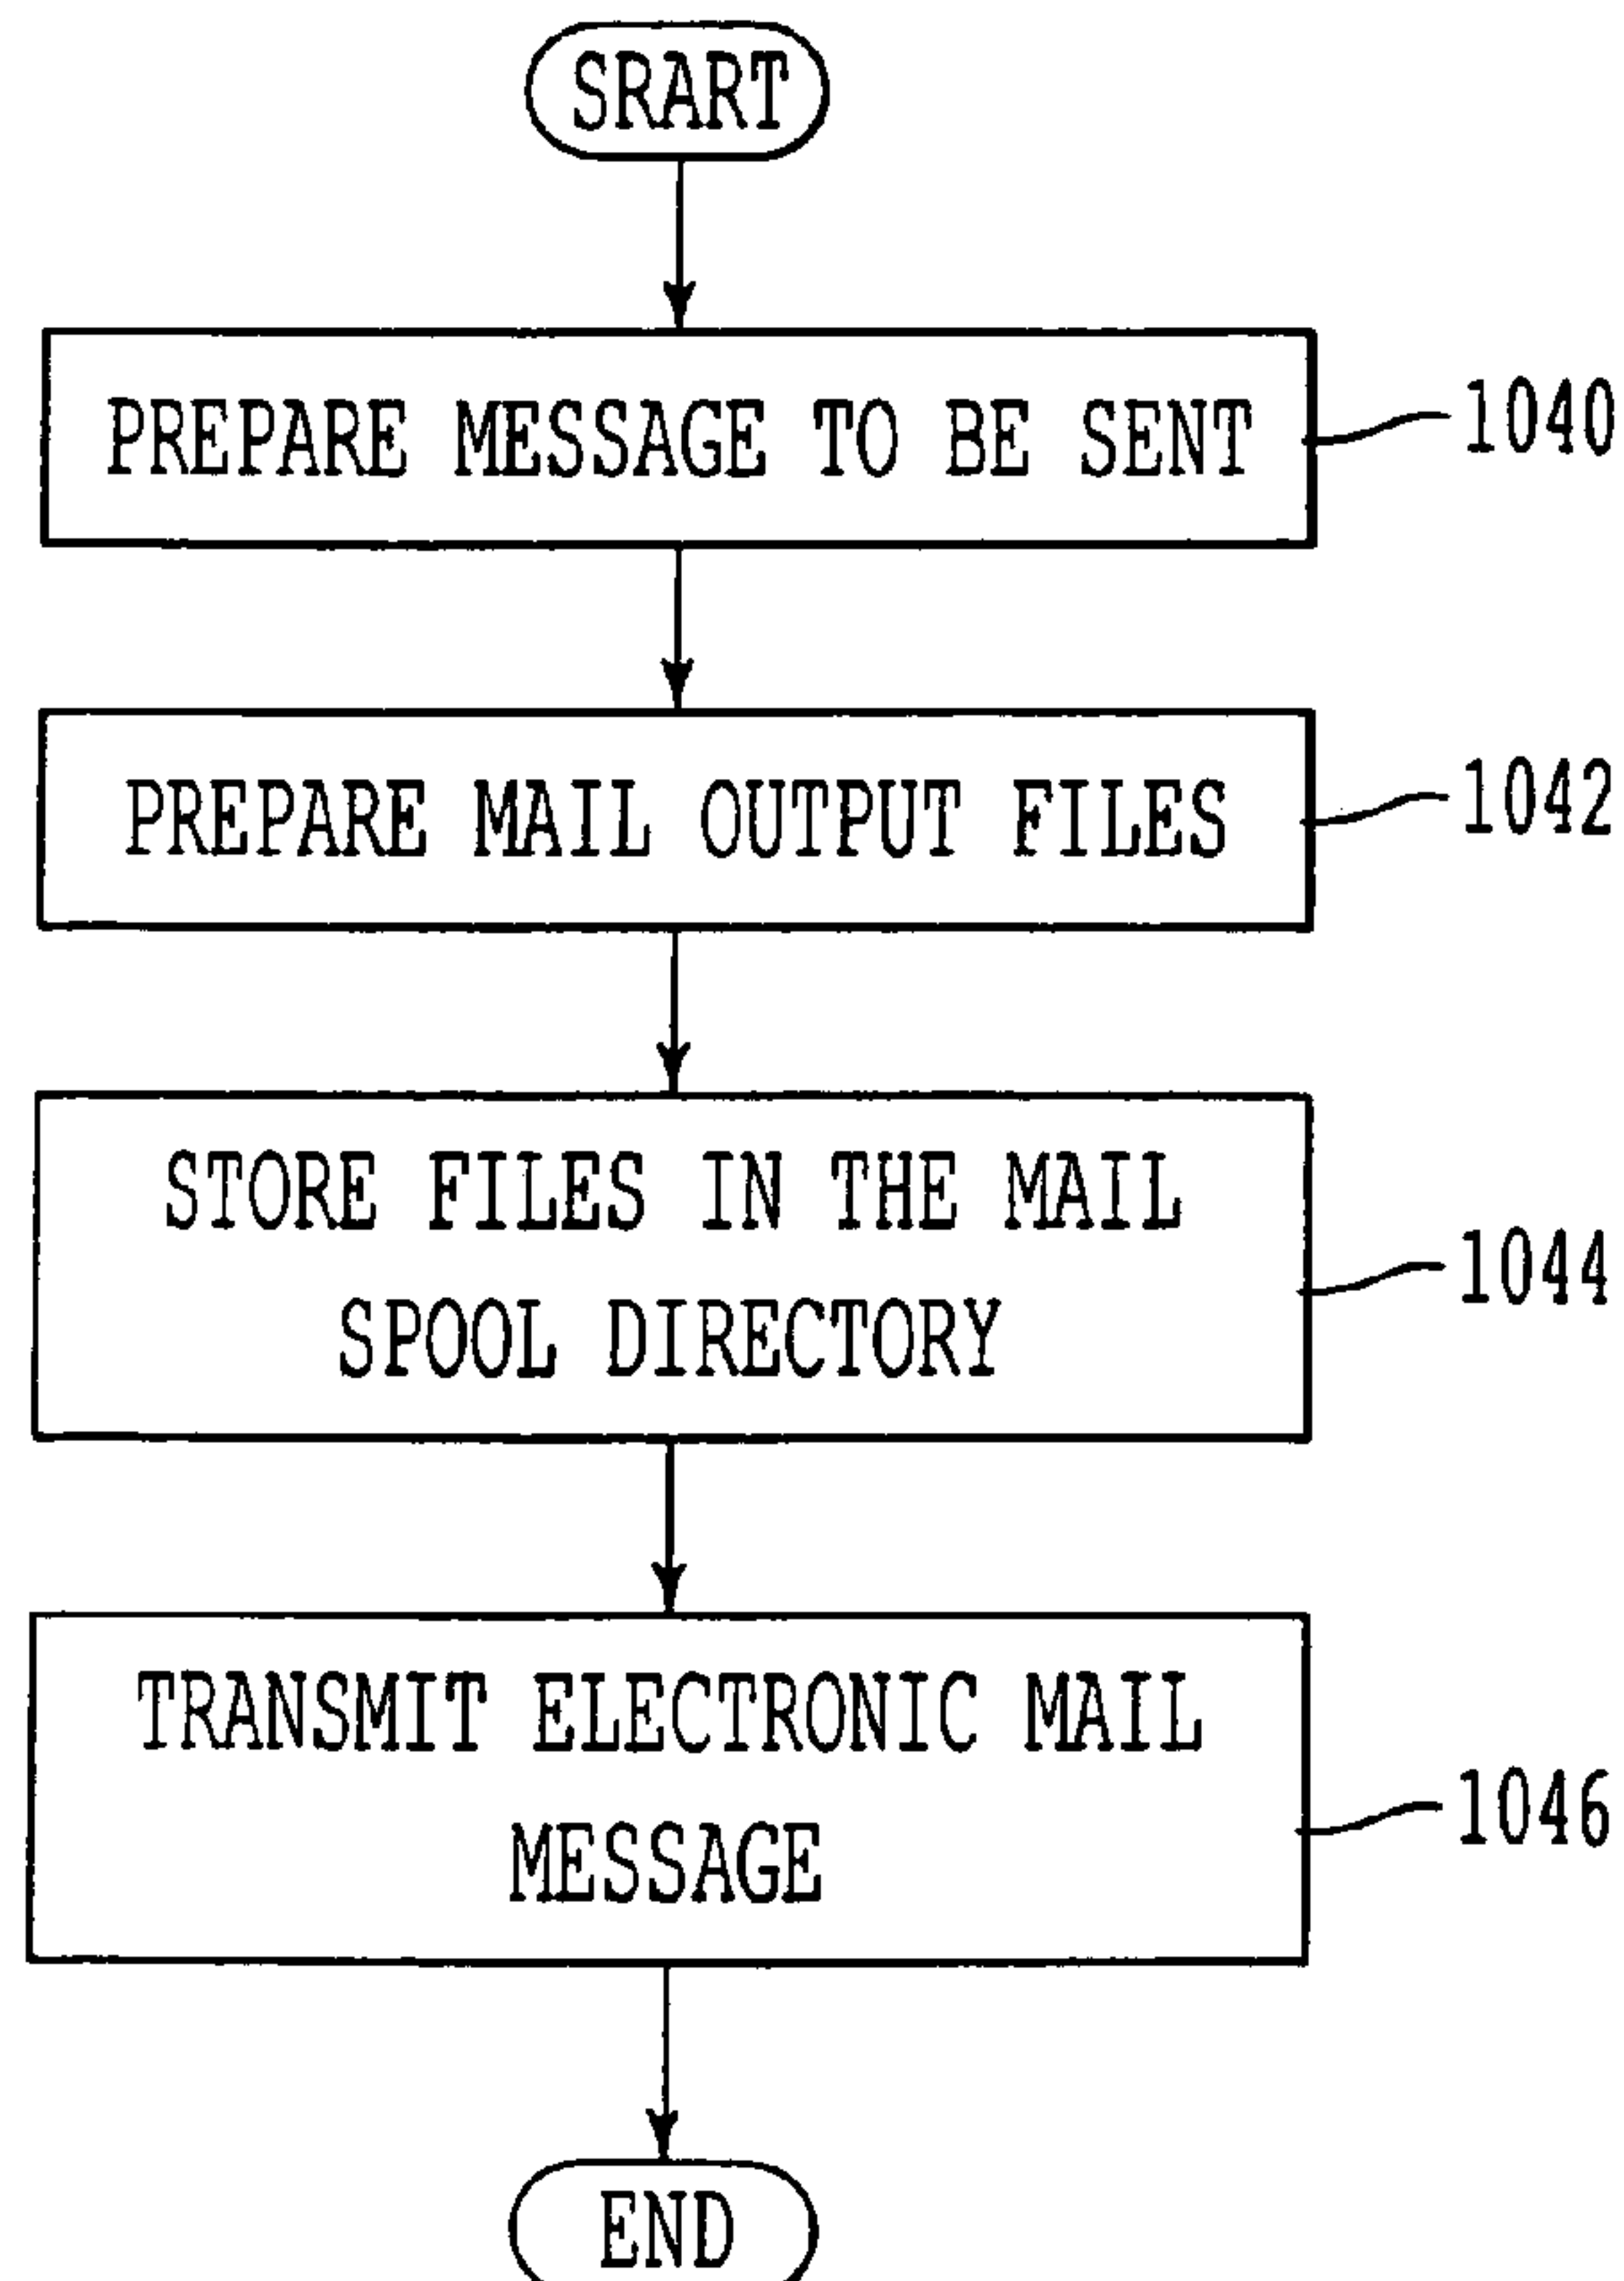 SRART
PREPARE MESSAGE TO BE SENT
1040
PREPARE MAIL OUTPUT FILES
1042
STORE FILES IN THE MAIL
SPOOL DIRECTORY
1044
TRANSMIT ELECTRONIC MAIL
MESSAGE
1046
END